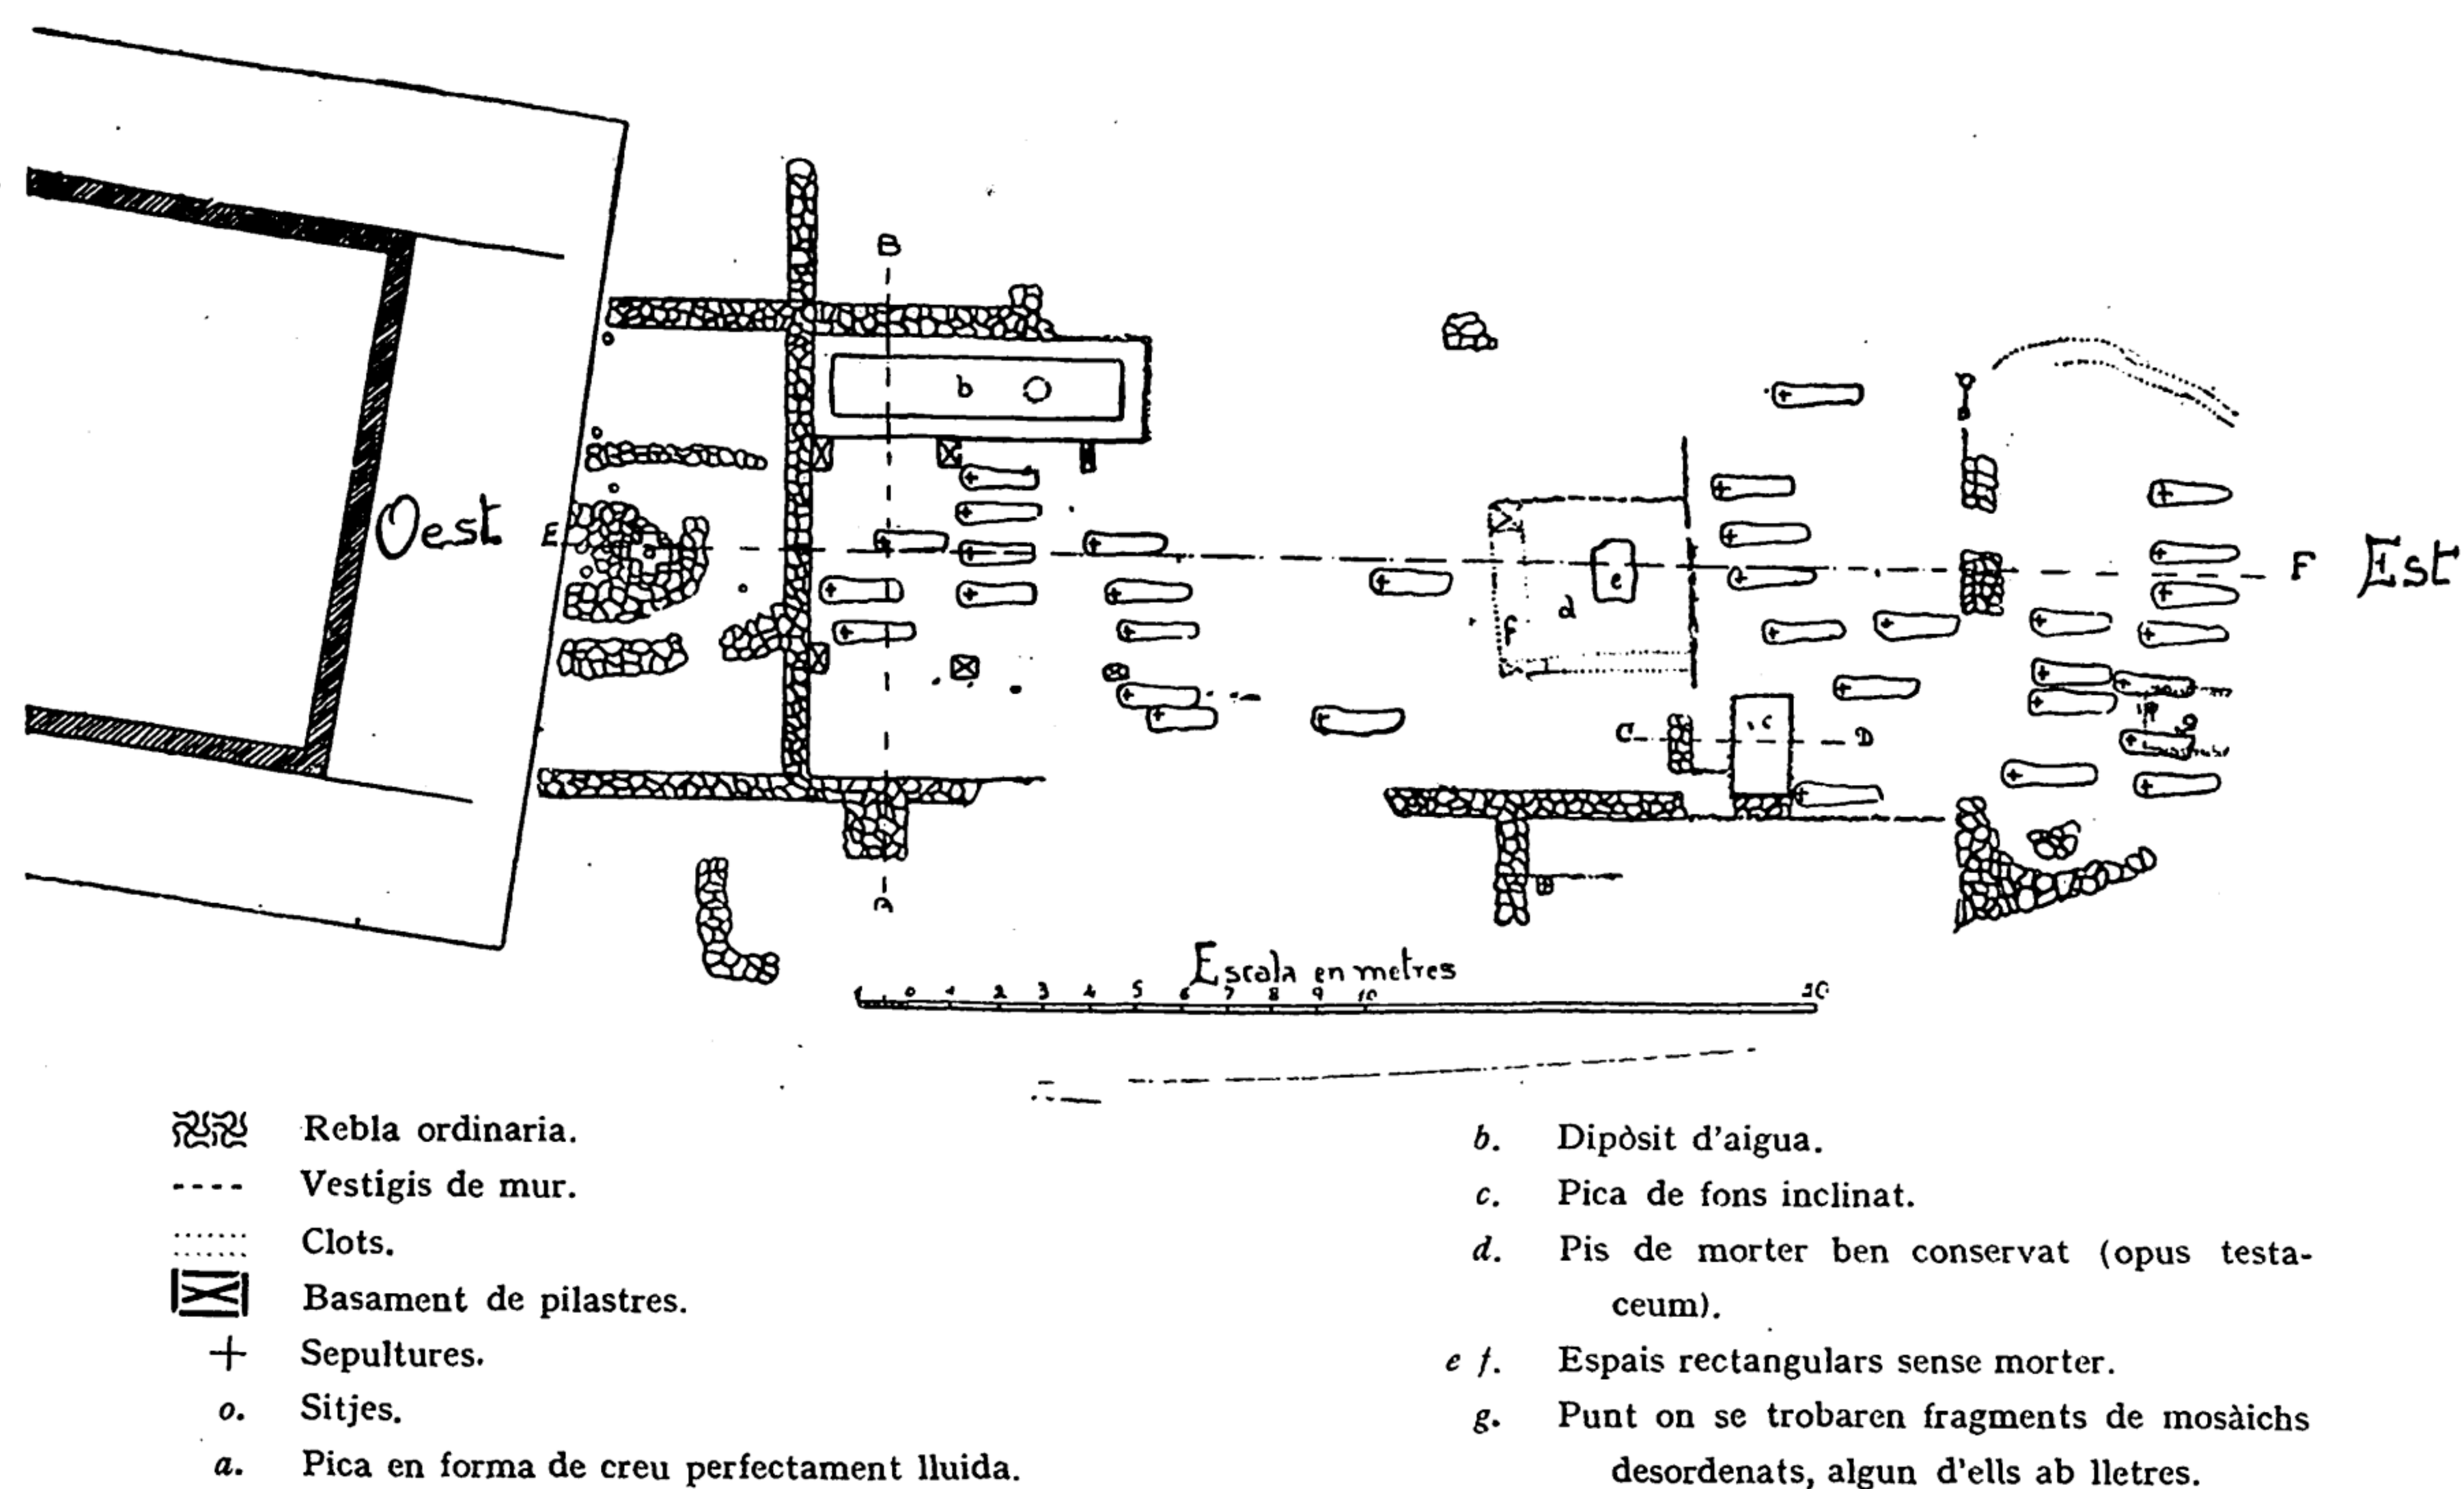 B
b
Oest
E
a
F
Est
e
d
f
c
C
D
g
Escala en metres
0 1 2 3 4 5 6 7 8 9 10
Rebla ordinaria.
Vestigis de mur.
Clots.
Basament de pilastres.
+ Sepultures.
o. Sitjes.
a. Pica en forma de creu perfectament lluida.
b. Dipòsit d'aigua.
c. Pica de fons inclinat.
d. Pis de morter ben conservat (opus testa-
ceum).
e f. Espais rectangulars sense morter.
g. Punt on se trobaren fragments de mosàichs
desordenats, algun d'ells ab lletres.